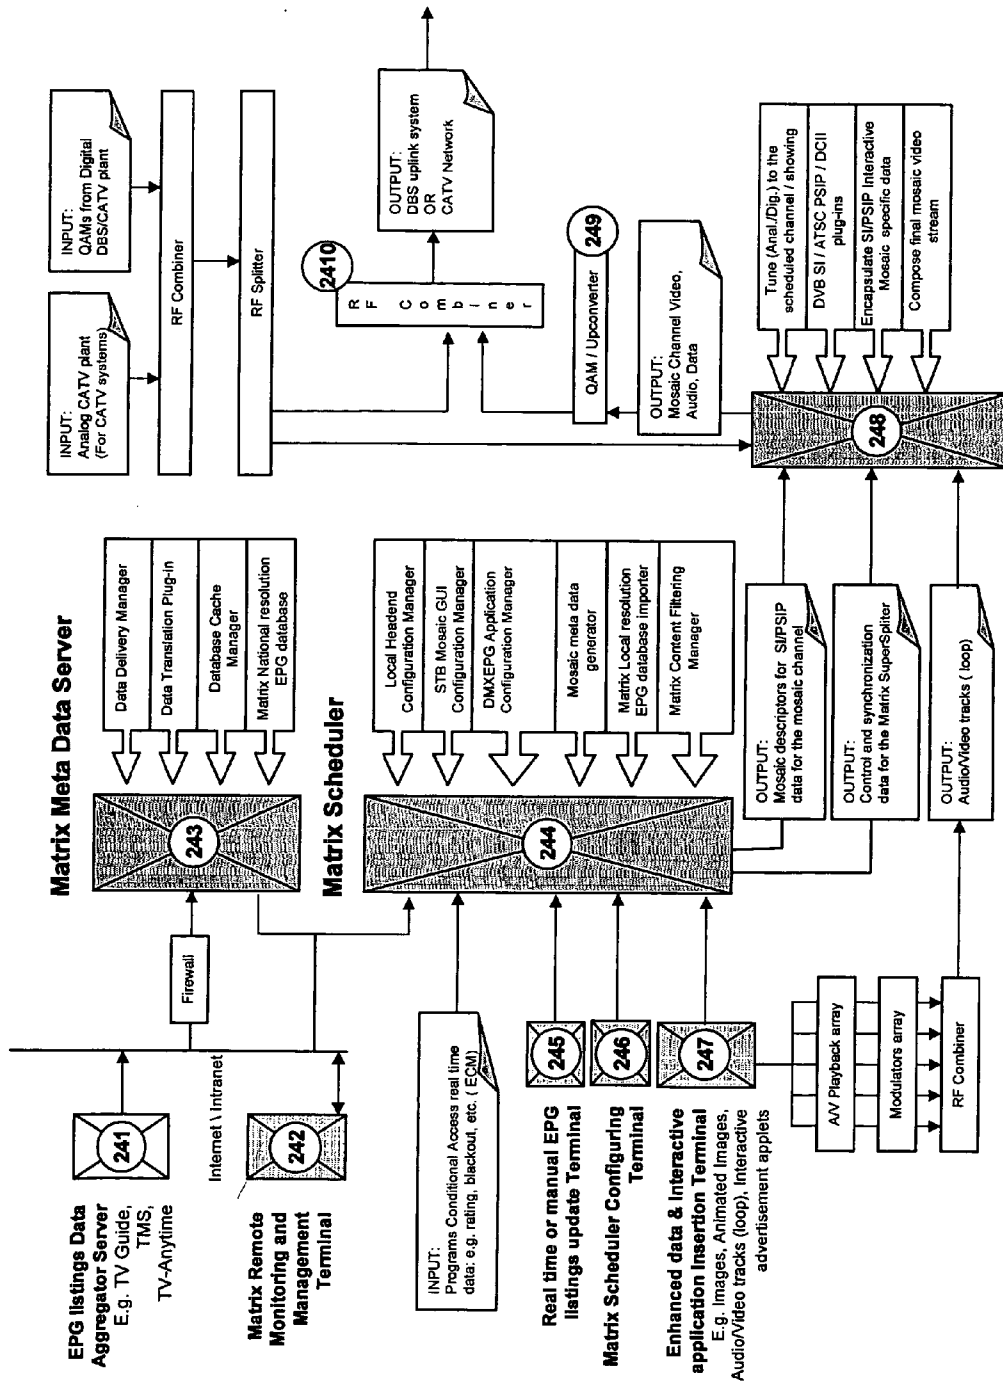 EPG listings Data
Aggregator Server
E.g. TV Guide,
TMS,
TV-Anytime
241
Internet \ Intranet
Matrix Remote
Monitoring and
Management
Terminal
242
Firewall
Matrix Meta Data Server
243
Data Delivery Manager
Data Translation Plug-in
Database Cache
Manager
Matrix National resolution
EPG database
INPUT:
Analog CATV plant
(For CATV systems)
INPUT:
QAMs from Digital
DBS/CATV plant
RF Combiner
RF Splitter
INPUT:
Programs Conditional Access real time
data: e.g. rating, blackout, etc. ( ECM)
Matrix Scheduler
244
Local Headend
Configuration Manager
STB Mosaic GUI
Configuration Manager
DMXEPG Application
Configuration Manager
Mosaic meta data
generator
Matrix Local resolution
EPG database importer
Matrix Content Filtering
Manager
Real time or manual EPG
listings update Terminal
245
Matrix Scheduler Configuring
Terminal
246
Enhanced data & Interactive
application Insertion Terminal
E.g. Images, Animated Images,
Audio/Video tracks (loop), Interactive
advertisement applets
247
2410
RF Combiner
OUTPUT:
DBS uplink system
OR
CATV Network
249
QAM / Upconverter
OUTPUT:
Mosaic Channel Video,
Audio, Data
OUTPUT:
Mosaic descriptors for SI/PSIP
data for the mosaic channel
OUTPUT:
Control and synchronization
data for the Matrix SuperSpliter
OUTPUT:
Audio/Video tracks ( loop)
248
Tune (Anal./Dig.) to the
scheduled channel / showing
DVB SI / ATSC PSIP / DCII
plug-ins
Encapsulate SI/PSIP Interactive
Mosaic specific data
Compose final mosaic video
stream
A/V Playback array
Modulators array
RF Combiner